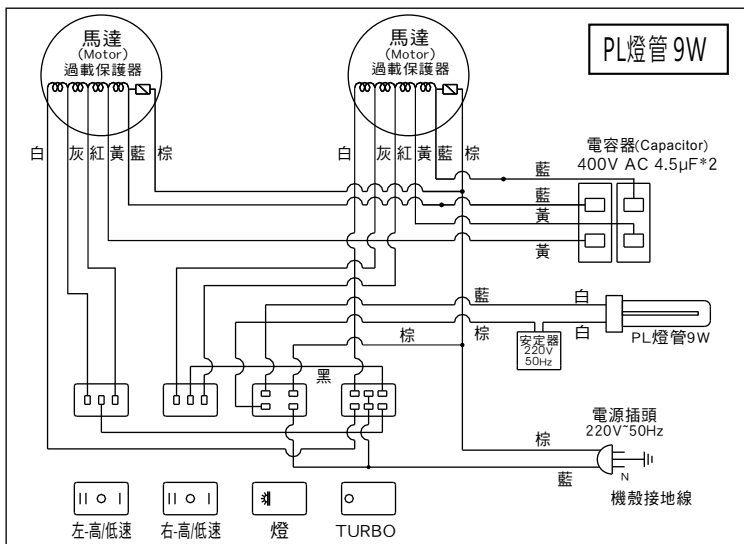 馬達
(Motor)
過載保護器
馬達
(Motor)
過載保護器
PL燈管 9W
白 灰 紅 黃 藍 棕
白 灰 紅 黃 藍 棕
電容器(Capacitor)
400V AC 4.5μF*2
藍
藍
黃
黃
藍
白
棕
棕
白
安定器
220V
50Hz
PL燈管9W
黑
電源插頭
220V~50Hz
棕
藍
N
機殼接地線
II O I
II O I
O
左-高/低速
右-高/低速
燈
TURBO